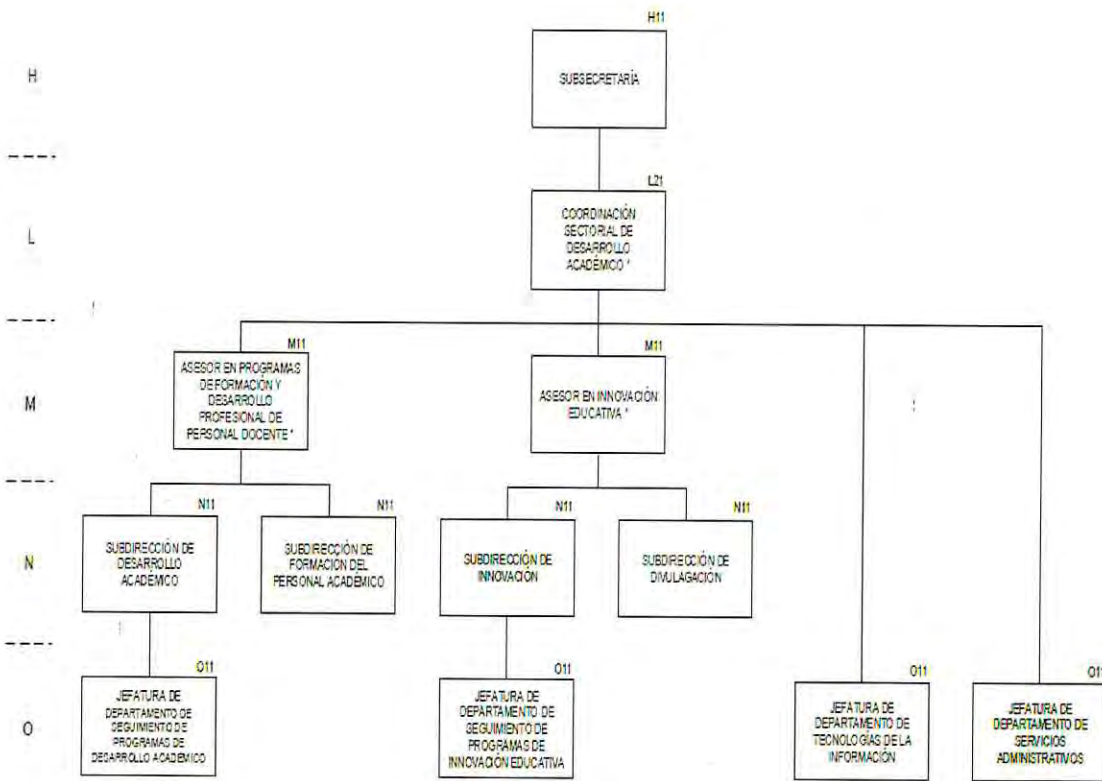 H11
H
SUBSECRETARÍA
L21
L
COORDINACIÓN
SECTORIAL DE
DESARROLLO
ACADÉMICO *
M
M11
ASESOR EN PROGRAMAS
DE FORMACIÓN Y
DESARROLLO
PROFESIONAL DE
PERSONAL DOCENTE *
M11
ASESOR EN INNOVACIÓN
EDUCATIVA *
N
N11
SUBDIRECCIÓN DE
DESARROLLO
ACADÉMICO
N11
SUBDIRECCIÓN DE
FORMACIÓN DEL
PERSONAL ACADÉMICO
N11
SUBDIRECCIÓN DE
INNOVACIÓN
N11
SUBDIRECCIÓN DE
DIVULAGACIÓN
O
O11
JEFATURA DE
DEPARTAMENTO DE
SEGUIMIENTO DE
PROGRAMAS DE
DESARROLLO ACADÉMICO
O11
JEFATURA DE
DEPARTAMENTO DE
SEGUIMIENTO DE
PROGRAMAS DE
INNOVACIÓN EDUCATIVA
O11
JEFATURA DE
DEPARTAMENTO DE
TECNOLOGÍAS DE LA
INFORMACIÓN
JEFATURA DE
DEPARTAMENTO DE
SERVICIOS
ADMINISTRATIVOS